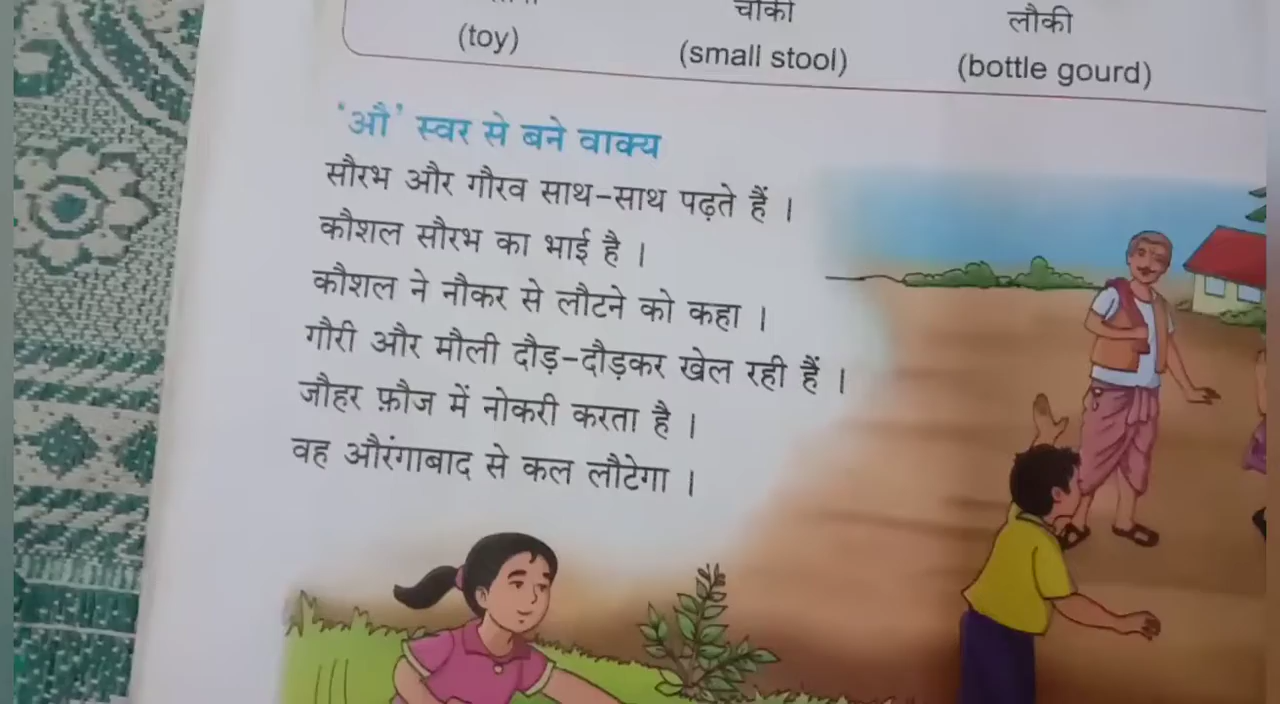 चौकी
लौकी
(toy)
(small stool)
(bottle gourd)
'औ' स्वर से बने वाक्य
सौरभ और गौरव साथ-साथ पढ़ते हैं ।
कौशल सौरभ का भाई है ।
कौशल ने नौकर से लौटने को कहा ।
गौरी और मौली दौड़-दौड़कर खेल रही हैं ।
जौहर फ़ौज में नोकरी करता है ।
वह औरंगाबाद से कल लौटेगा ।